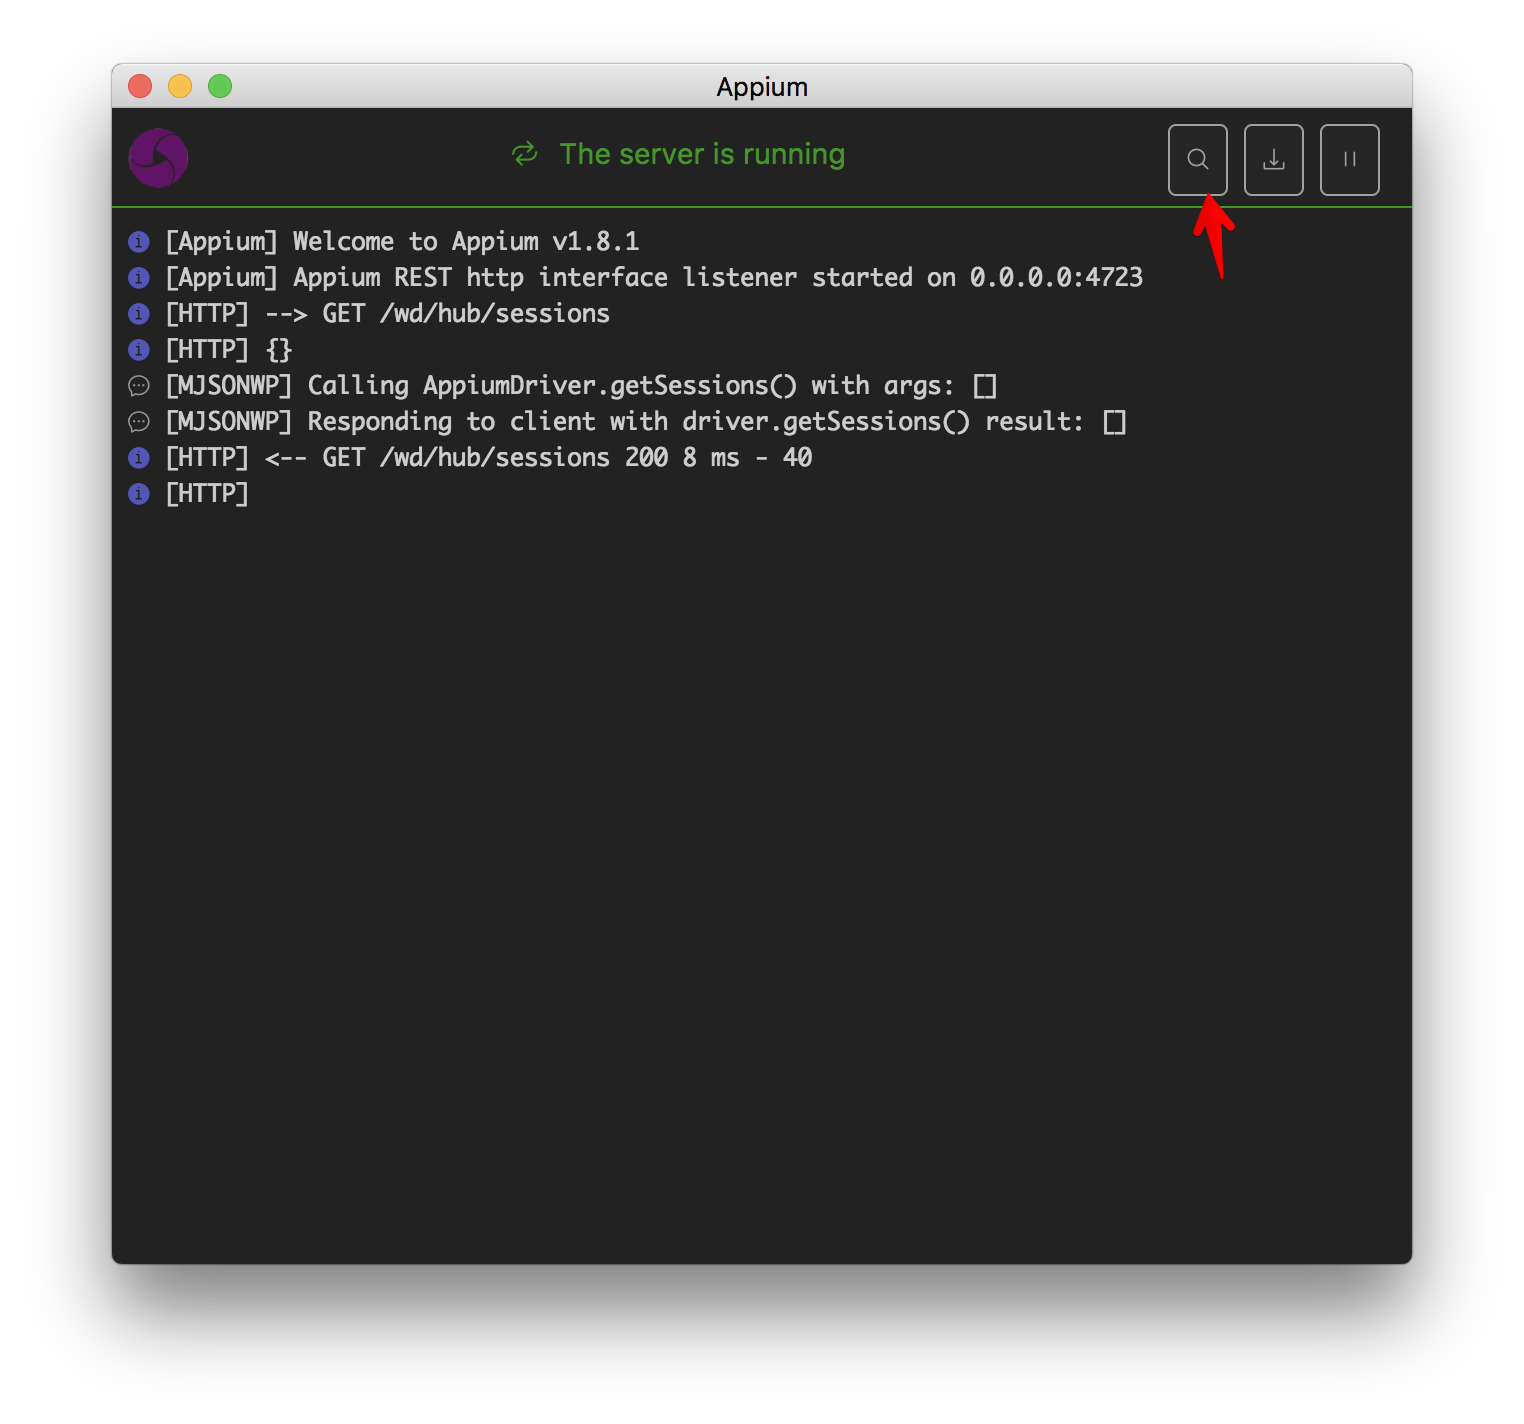 Appium
The server is running
[Appium] Welcome to Appium v1.8.1
[Appium] Appium REST http interface listener started on 0.0.0.0:4723
[HTTP] --> GET /wd/hub/sessions
[HTTP] {}
[MJSONWP] Calling AppiumDriver.getSessions() with args: []
[MJSONWP] Responding to client with driver.getSessions() result: []
[HTTP] <-- GET /wd/hub/sessions 200 8 ms - 40
[HTTP]